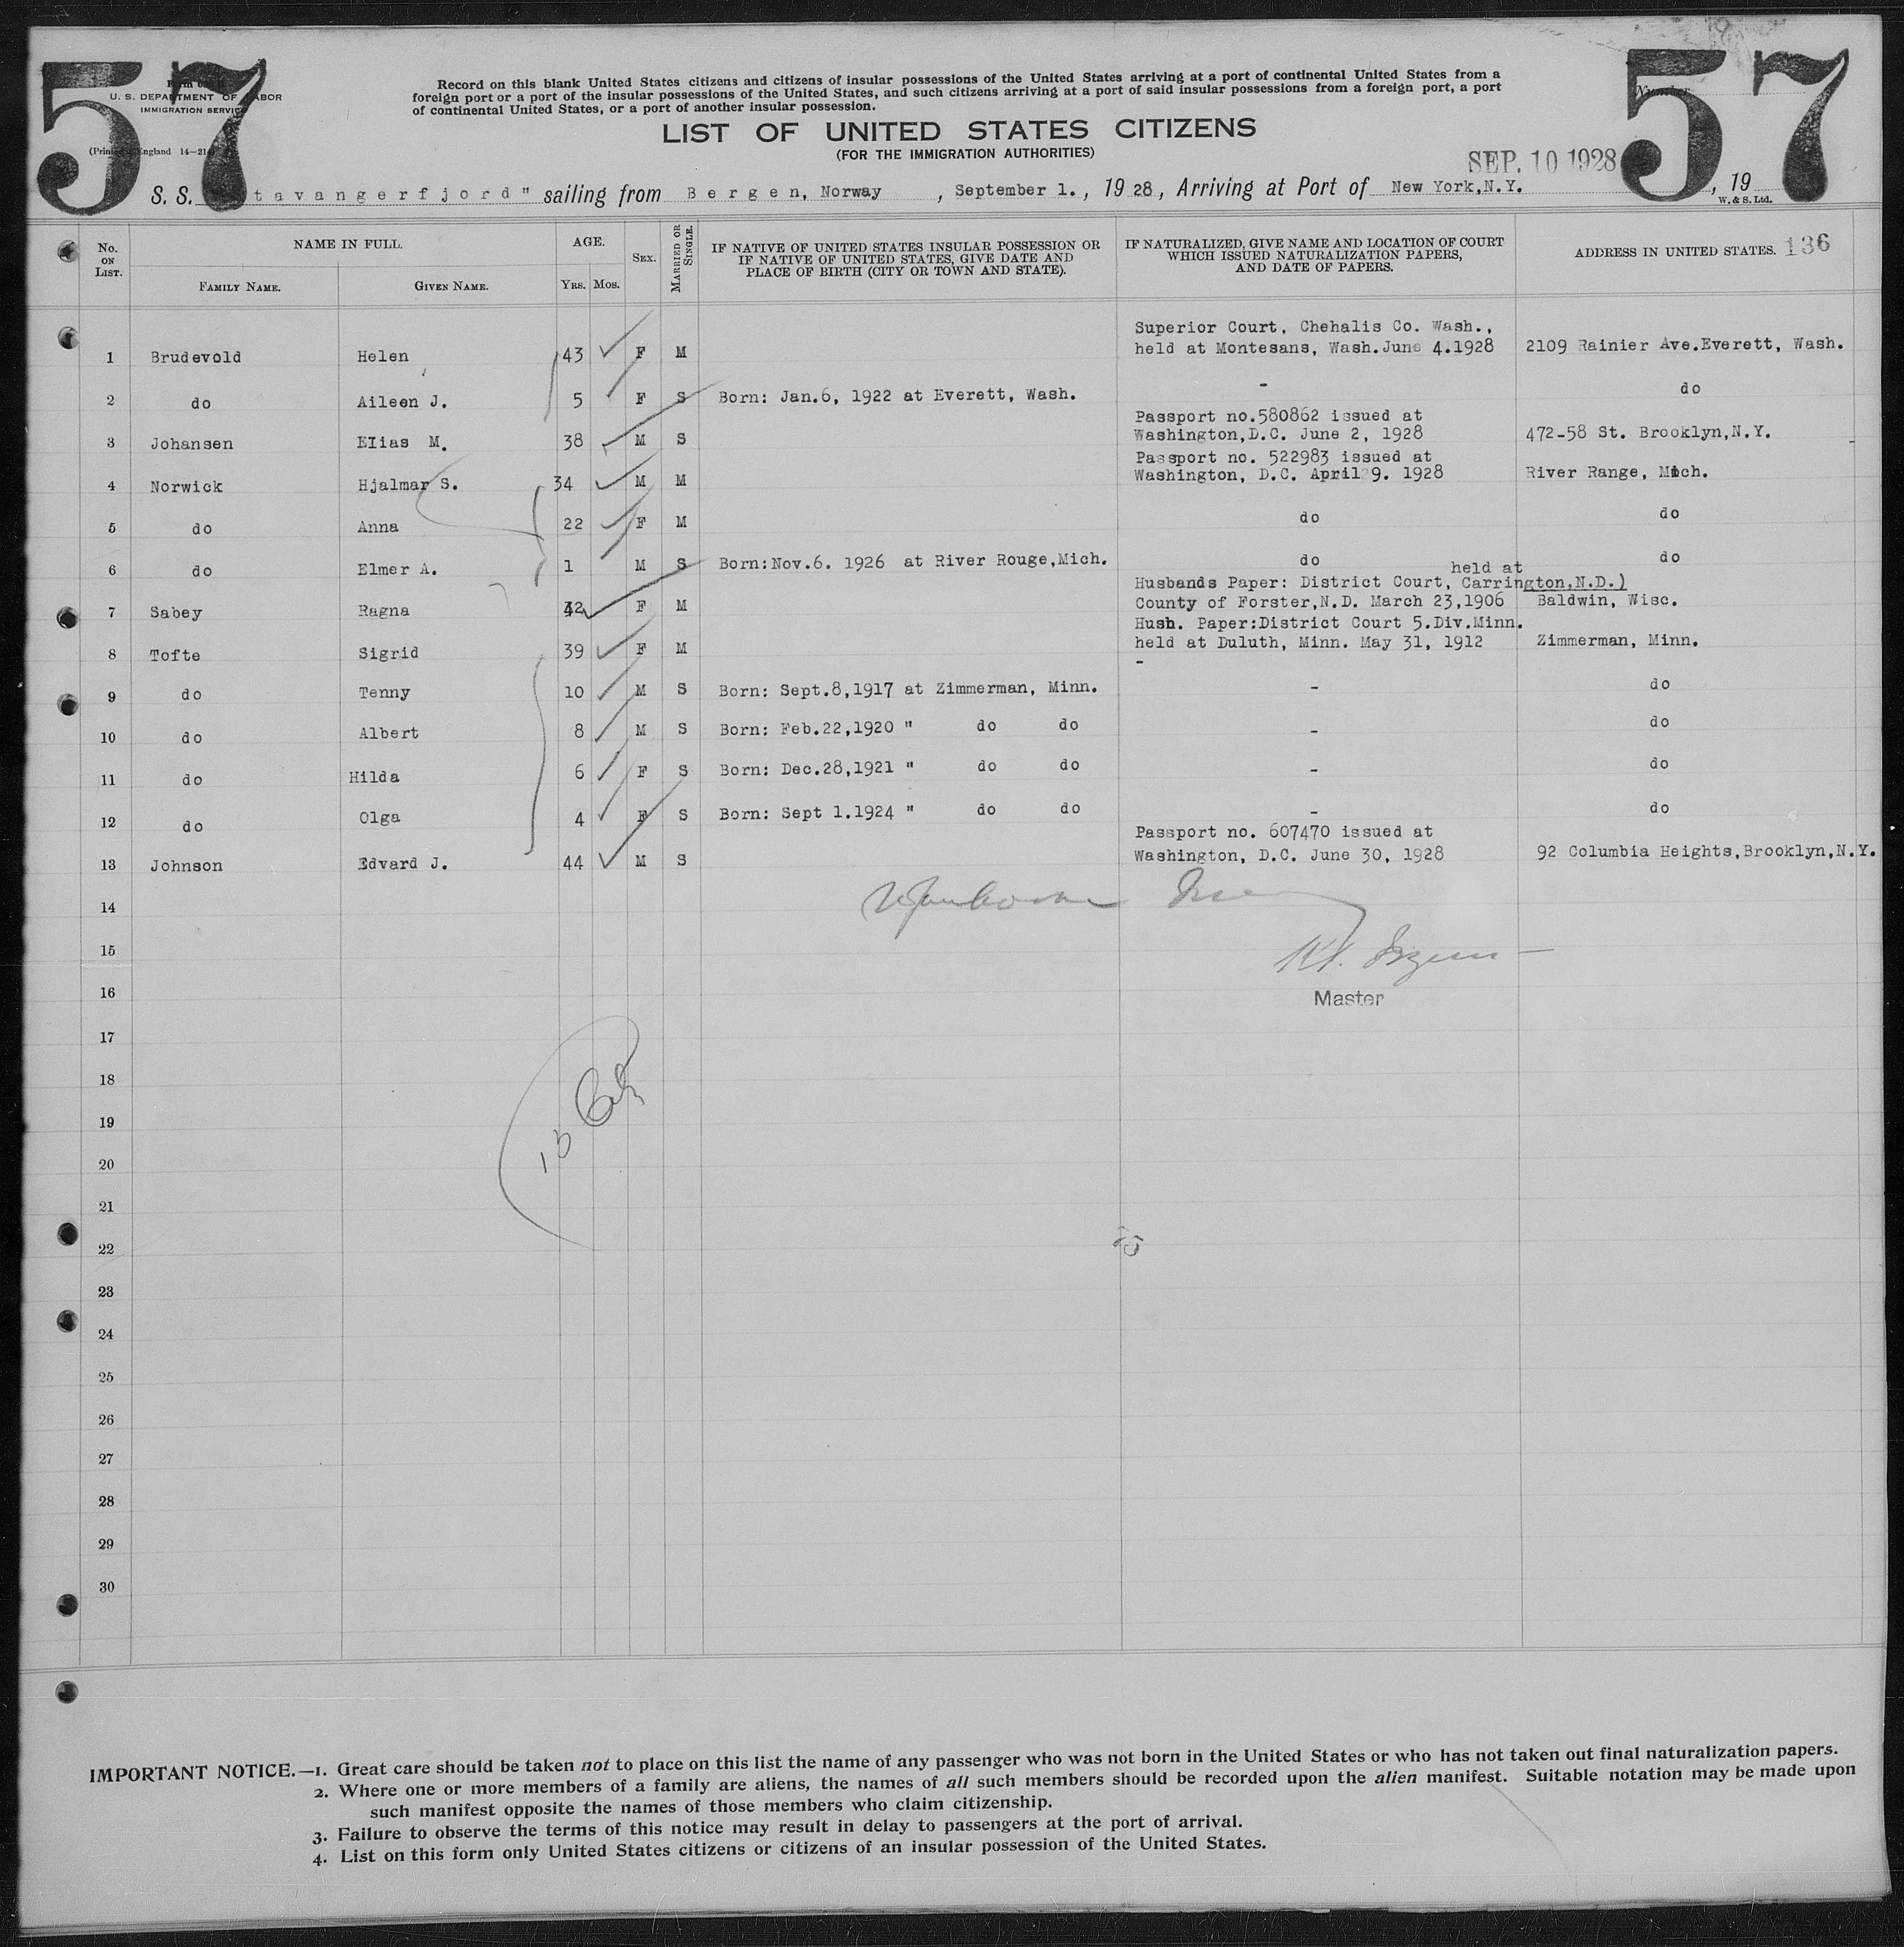 57
57
Form 6
U. S. DEPARTMENT OF LABOR
IMMIGRATION SERVICE
(Printed in England 14—21
Number
Record on this blank United States citizens and citizens of insular possessions of the United States arriving at a port of continental United States from a
foreign port or a port of the insular possessions of the United States, and such citizens arriving at a port of said insular possessions from a foreign port, a port
of continental United States, or a port of another insular possession.
LIST OF UNITED STATES CITIZENS
(FOR THE IMMIGRATION AUTHORITIES)
SEP. 10 1928
S. S. tavangerfjord" sailing from Bergen, Norway, September 1., 1928, Arriving at Port of New York,N.Y. , 19
W. & S. Ltd.
No. ON LIST. NAME IN FULL. AGE. SEX. MARRIED OR SINGLE. IF NATIVE OF UNITED STATES INSULAR POSSESSION OR IF NATIVE OF UNITED STATES, GIVE DATE AND PLACE OF BIRTH (CITY OR TOWN AND STATE). IF NATURALIZED, GIVE NAME AND LOCATION OF COURT WHICH ISSUED NATURALIZATION PAPERS, AND DATE OF PAPERS. ADDRESS IN UNITED STATES. 136
FAMILY NAME. GIVEN NAME. YRS. MOS.
Superior Court, Chehalis Co. Wash.,
1 Brudevold Helen 43 F M held at Montesans, Wash.June 4.1928 2109 Rainier Ave.Everett, Wash.
2 do Aileen J. 5 F S Born: Jan.6, 1922 at Everett, Wash. - do
Passport no.580862 issued at
3 Johansen Elias M. 38 M S Washington,D.C. June 2, 1928 472-58 St. Brooklyn,N.Y.
Passport no. 522983 issued at
4 Norwick Hjalmar S. 34 M M Washington, D.C. April 9. 1928 River Range, Mich.
5 do Anna 22 F M do do
6 do Elmer A. 1 M S Born:Nov.6. 1926 at River Rouge,Mich. do do
held at
Husbands Paper: District Court, Carrington,N.D.)
7 Sabey Ragna F M County of Forster,N.D. March 23,1906 Baldwin, Wisc.
Husb. Paper:District Court 5.Div.Minn.
8 Tofte Sigrid 39 F M held at Duluth, Minn. May 31, 1912 Zimmerman, Minn.
-
9 do Tenny 10 M S Born: Sept.8,1917 at Zimmerman, Minn. - do
10 do Albert 8 M S Born: Feb.22,1920 " do do - do
11 do Hilda 6 F S Born: Dec.28,1921 " do do - do
12 do Olga 4 F S Born: Sept 1.1924 " do do - do
Passport no. 607470 issued at
13 Johnson Edvard J. 44 M S Washington, D.C. June 30, 1928 92 Columbia Heights,Brooklyn,N.Y.
14
15
16
Master
17
18
19
20
21
22
23
24
25
26
27
28
29
30
IMPORTANT NOTICE.—1. Great care should be taken not to place on this list the name of any passenger who was not born in the United States or who has not taken out final naturalization papers.
2. Where one or more members of a family are aliens, the names of all such members should be recorded upon the alien manifest. Suitable notation may be made upon
such manifest opposite the names of those members who claim citizenship.
3. Failure to observe the terms of this notice may result in delay to passengers at the port of arrival.
4. List on this form only United States citizens or citizens of an insular possession of the United States.